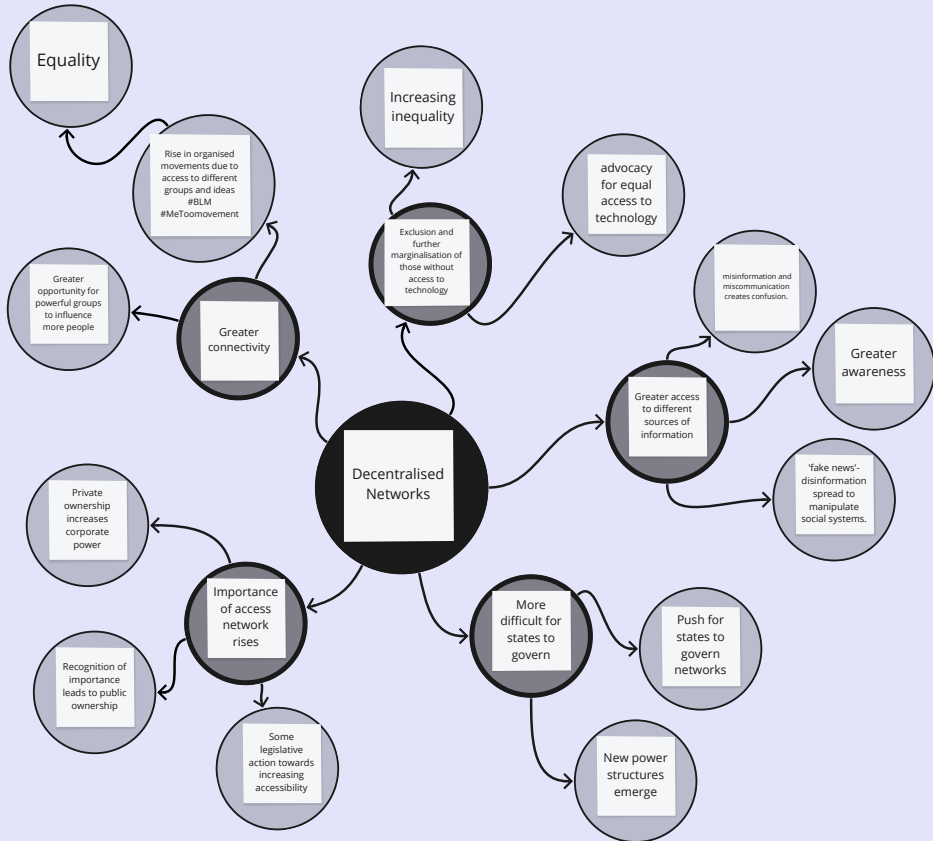 Equality
Rise in organised
movements due to
access to different
groups and ideas
#BLM
#MeToomovement
Greater
opportunity for
powerful groups
to influence
more people
Greater
connectivity
Increasing
inequality
Exclusion and
further
marginalisation of
those without
access to
technology
advocacy
for equal
access to
technology
misinformation and
miscommunication
creates confusion.
Greater
awareness
Greater access
to different
sources of
information
'fake news'-
disinformation
spread to
manipulate
social systems.
Decentralised
Networks
Private
ownership
increases
corporate
power
Importance
of access
network
rises
Recognition of
importance
leads to public
ownership
Some
legislative
action towards
increasing
accessibility
More
difficult for
states to
govern
Push for
states to
govern
networks
New power
structures
emerge